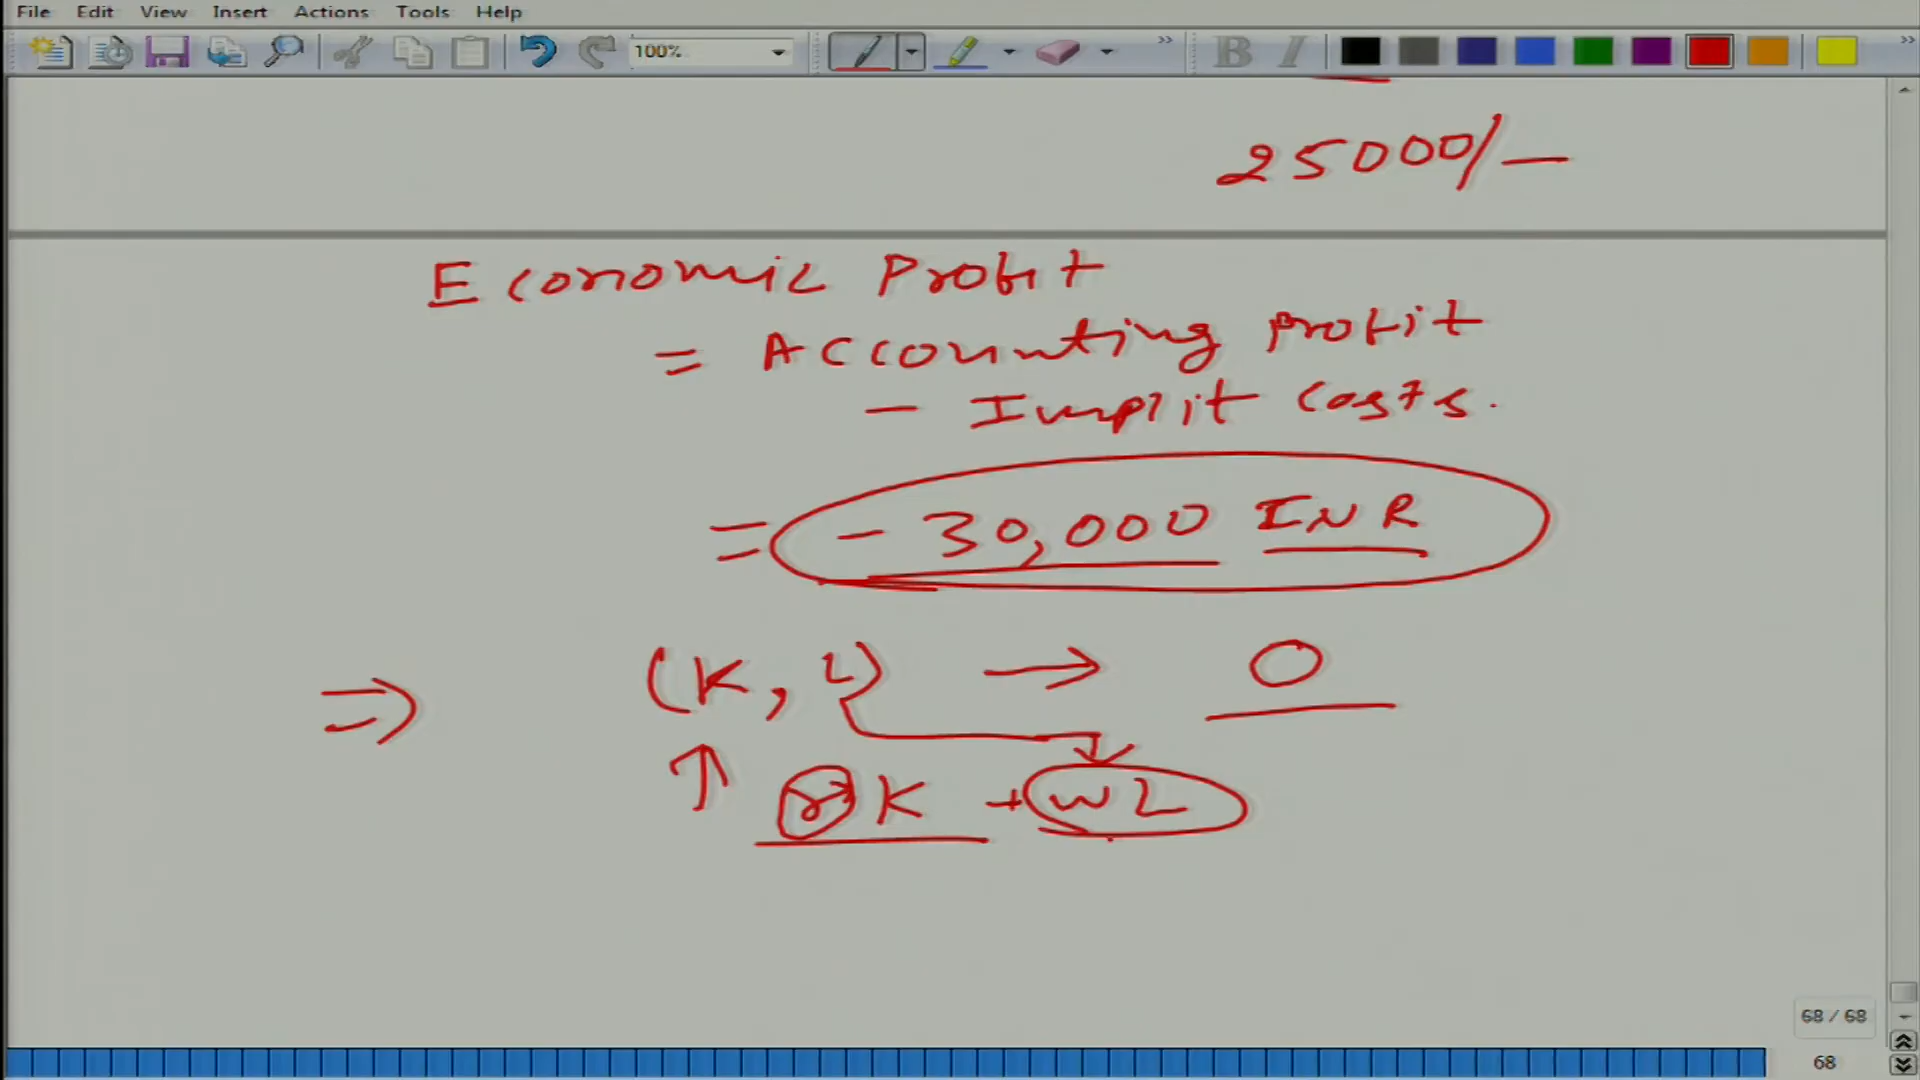 File Edit View Insert Actions Tools Help
100%
B I
25000/—
Economic Profit
= Accounting profit
— Implit costs.
= - 30,000 INR
⇒ (K, L) → 0
↑ rK + wL
68 / 68
68